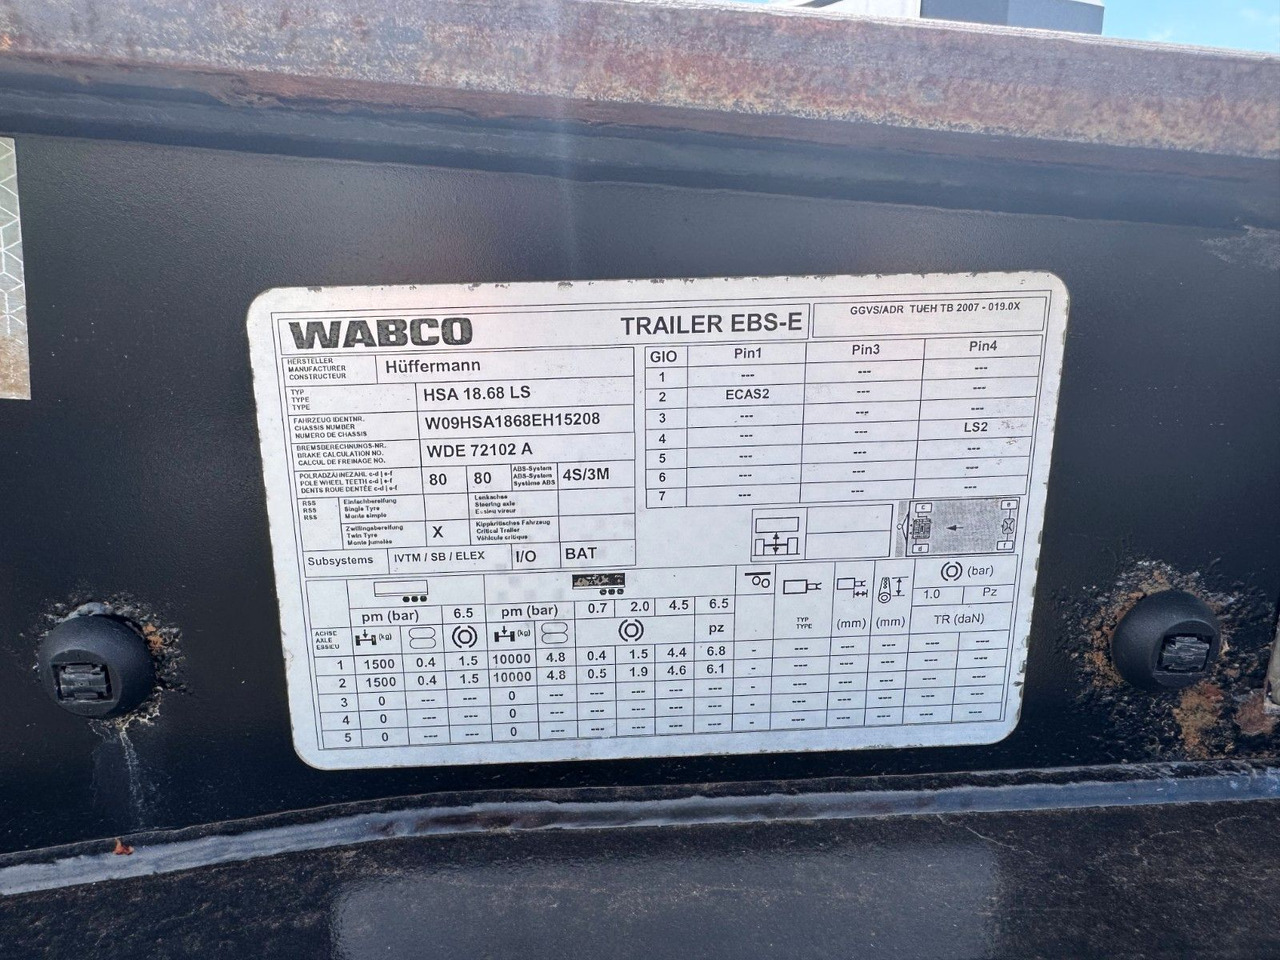 WABCO TRAILER EBS-E GGVS/ADR TUEH TB 2007 - 019.0X
HERSTELLER
MANUFACTURER
CONSTRUCTEUR
Hüffermann
TYP
TYPE
TYPE
HSA 18.68 LS
FAHRZEUG IDENTNR.
CHASSIS NUMBER
NUMERO DE CHASSIS
W09HSA1868EH15208
BREMSBERECHNUNGS-NR.
BRAKE CALCULATION NO.
CALCUL DE FREINAGE NO.
WDE 72102 A
POLRADZÄHNEZAHL c-d | e-f
POLE WHEEL TEETH c-d | e-f
DENTS ROUE DENTÉE c-d | e-f
80 80
ABS-System
ABS-System
Système ABS
4S/3M
RSS
RSS
RSS
Einfachbereifung
Single Tyre
Monte simple
Lenkachse
Steering axle
Essieu vireur
Zwillingsbereifung
Twin Tyre
Monte jumelée
X
Kippkritisches Fahrzeug
Critical Trailer
Véhicule critique
Subsystems IVTM / SB / ELEX I/O BAT
GIO Pin1 Pin3 Pin4
1 --- --- ---
2 ECAS2 --- ---
3 --- --- ---
4 --- --- LS2
5 --- --- ---
6 --- --- ---
7 --- --- ---
c e
d f
pm (bar) 6.5 pm (bar) 0.7 2.0 4.5 6.5 (bar)
1.0 Pz
ACHSE
AXLE
ESSIEU
(kg) (kg) pz
TYP
TYPE
(mm) (mm) TR (daN)
1 1500 0.4 1.5 10000 4.8 0.4 1.5 4.4 6.8 - --- --- --- --- ---
2 1500 0.4 1.5 10000 4.8 0.5 1.9 4.6 6.1 - --- --- --- --- ---
3 0 --- --- 0 --- --- --- --- --- - --- --- --- --- ---
4 0 --- --- 0 --- --- --- --- --- - --- --- --- --- ---
5 0 --- --- 0 --- --- --- --- --- - --- --- --- --- ---